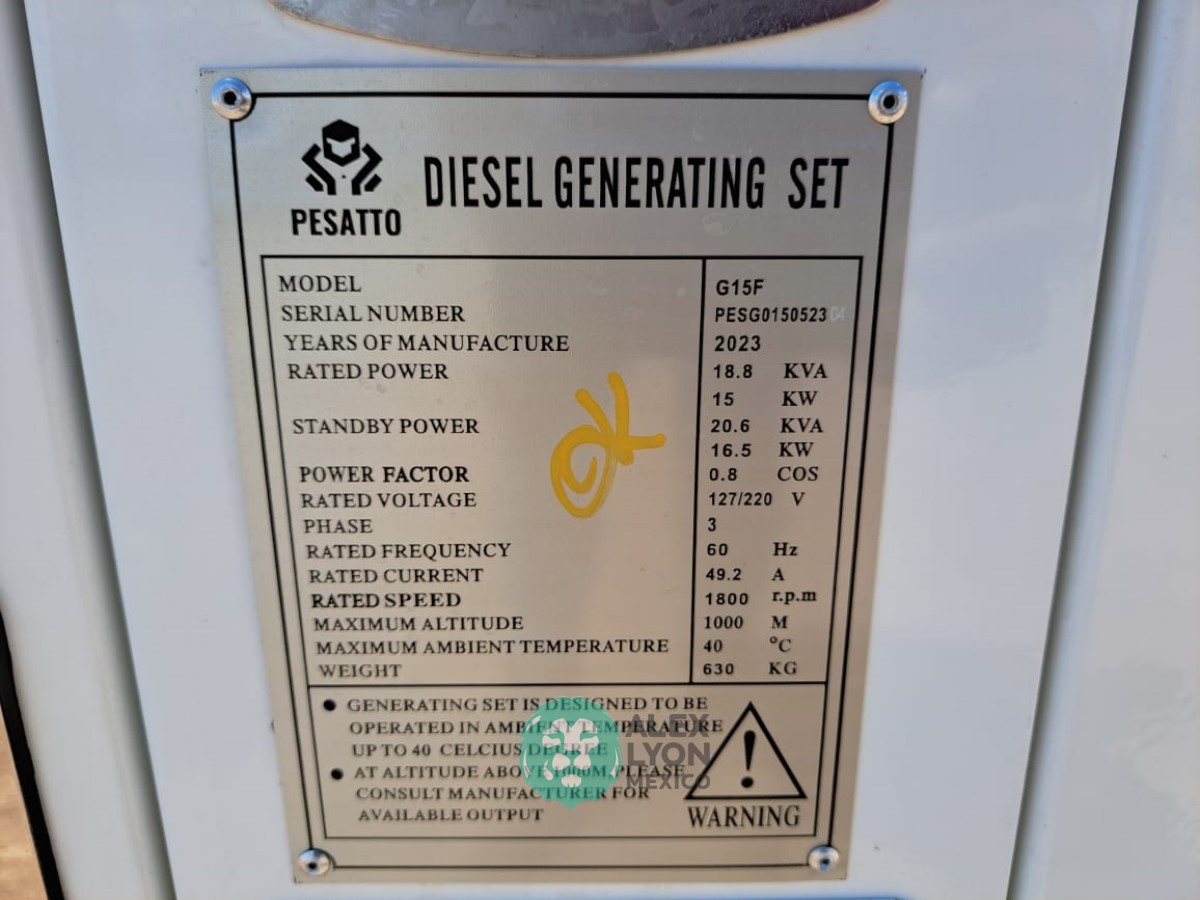 PESATTO
DIESEL GENERATING SET
MODEL G15F
SERIAL NUMBER PESG015052304
YEARS OF MANUFACTURE 2023
RATED POWER 18.8 KVA
15 KW
STANDBY POWER 20.6 KVA
16.5 KW
POWER FACTOR 0.8 COS
RATED VOLTAGE 127/220 V
PHASE 3
RATED FREQUENCY 60 Hz
RATED CURRENT 49.2 A
RATED SPEED 1800 r.p.m
MAXIMUM ALTITUDE 1000 M
MAXIMUM AMBIENT TEMPERATURE 40 °C
WEIGHT 630 KG
OK
● GENERATING SET IS DESIGNED TO BE
OPERATED IN AMBIENT TEMPERATURE
UP TO 40 CELCIUS DEGREE
● AT ALTITUDE ABOVE 1000M, PLEASE
CONSULT MANUFACTURER FOR
AVAILABLE OUTPUT
!
WARNING
ALEX
LYON
MEXICO